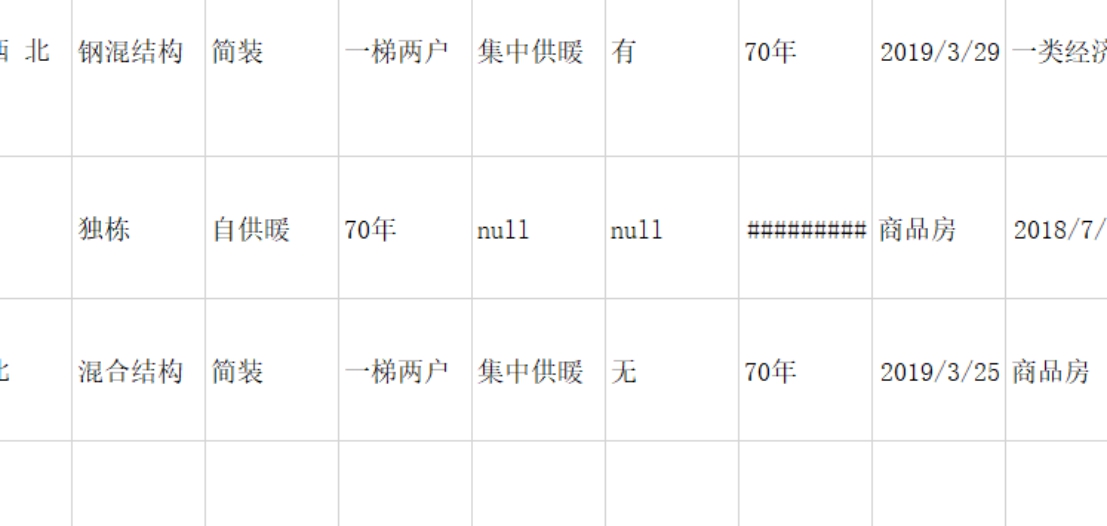 北 钢混结构 简装 一梯两户 集中供暖 有 70年 2019/3/29 一类经济
独栋 自供暖 70年 null null ######### 商品房 2018/7/
混合结构 简装 一梯两户 集中供暖 无 70年 2019/3/25 商品房